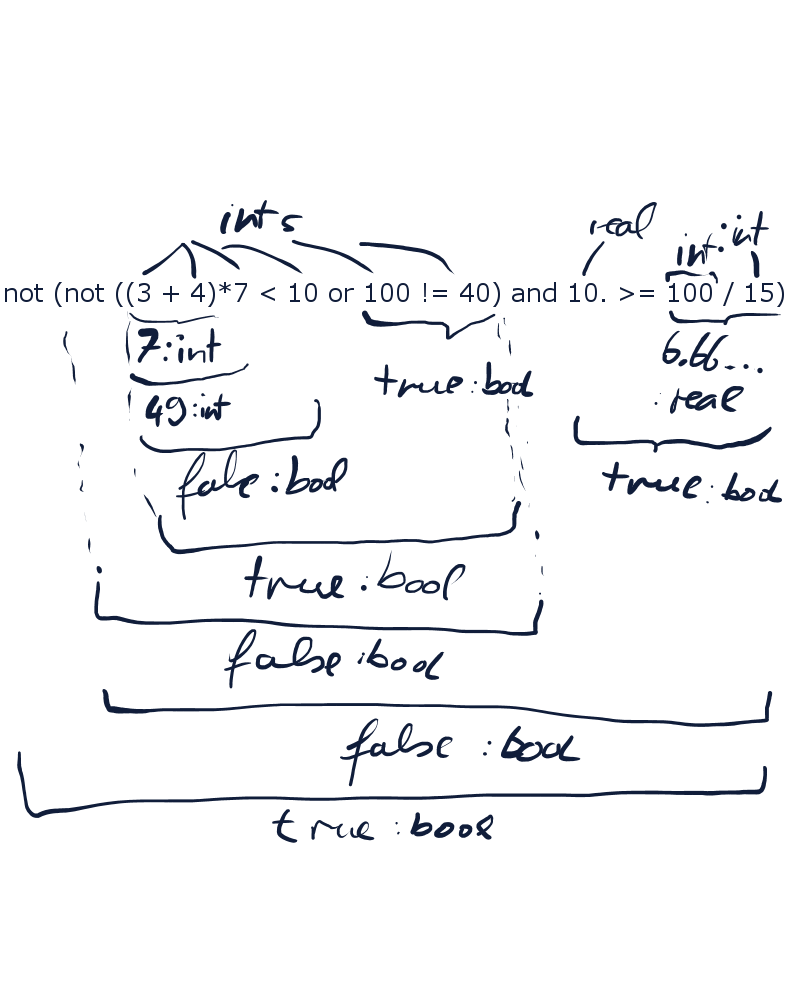 ints real
int :int
not (not ((3 + 4)*7 < 10 or 100 != 40) and 10. >= 100 / 15)
7:int 6.66...
true:bool
49:int :real
fale:bool true:bool
true:bool
false:bool
false:bool
true:bool